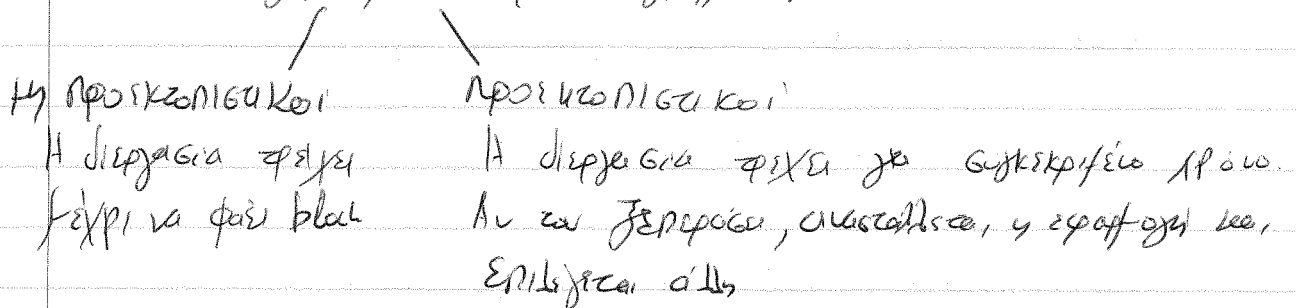 Μη προεκτοπιστικοί προεκτοπιστικοί
Η διεργασία τρέχει Η διεργασία τρέχει για συγκεκριμένο χρόνο.
μέχρι να φάει block Αν τον ξεπεράσει, αναστέλλεται η εφαρμογή και
επιλέγεται άλλη